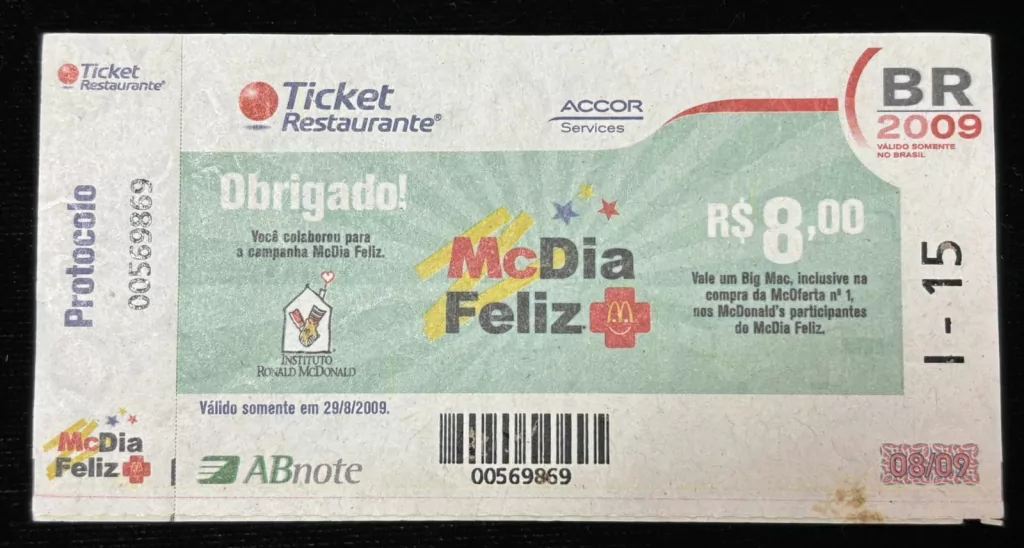 Ticket
Restaurante®
Protocolo
00569869
McDia
Feliz
Ticket
Restaurante®
ACCOR
Services
BR
2009
VÁLIDO SOMENTE
NO BRASIL
Obrigado!
Você colaborou para
a campanha McDia Feliz.
INSTITUTO
RONALD MCDONALD
McDia
Feliz
R$ 8,00
Vale um Big Mac, inclusive na
compra da McOferta nº 1,
nos McDonald's participantes
do McDia Feliz.
I - 15
Válido somente em 29/8/2009.
ABnote
00569869
08/09